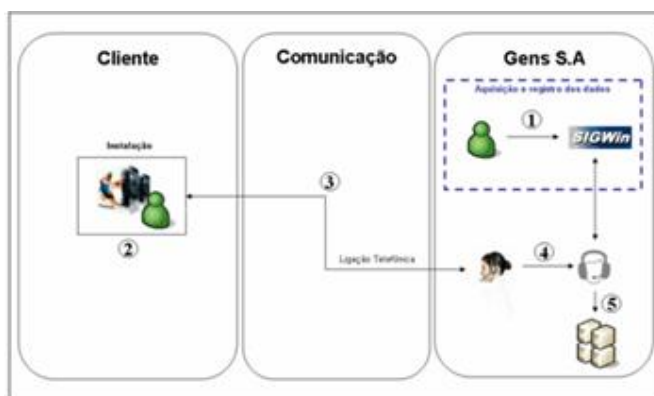 Cliente
Comunicação
Gens S.A
Aquisição e registro dos dados
1
SIGWin
Instalação
3
2
Ligação Telefônica
4
5